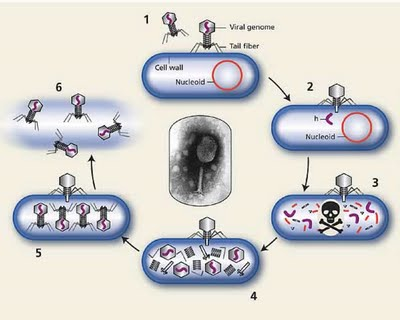 1
Viral genome
Tail fiber
Cell wall
Nucleoid
2
h
Nucleoid
3
4
5
6